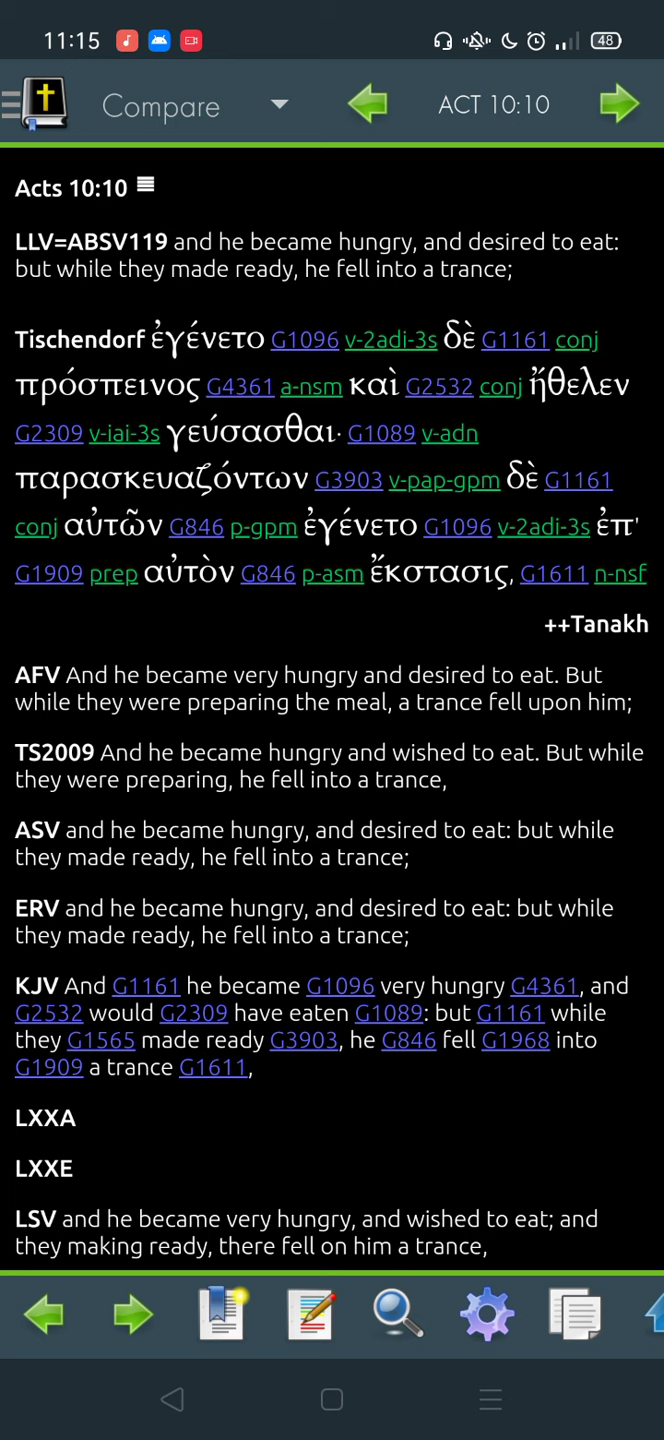 11:15
48
Compare
ACT 10:10
Acts 10:10
LLV=ABSV119 and he became hungry, and desired to eat:
but while they made ready, he fell into a trance;
Tischendorf ἐγένετο G1096 v-2adi-3s δὲ G1161 conj
πρόσπεινος G4361 a-nsm καὶ G2532 conj ἤθελεν
G2309 v-iai-3s γεύσασθαι· G1089 v-adn
παρασκευαζόντων G3903 v-pap-gpm δὲ G1161
conj αὐτῶν G846 p-gpm ἐγένετο G1096 v-2adi-3s ἐπ'
G1909 prep αὐτὸν G846 p-asm ἔκστασις, G1611 n-nsf
++Tanakh
AFV And he became very hungry and desired to eat. But
while they were preparing the meal, a trance fell upon him;
TS2009 And he became hungry and wished to eat. But while
they were preparing, he fell into a trance,
ASV and he became hungry, and desired to eat: but while
they made ready, he fell into a trance;
ERV and he became hungry, and desired to eat: but while
they made ready, he fell into a trance;
KJV And G1161 he became G1096 very hungry G4361, and
G2532 would G2309 have eaten G1089: but G1161 while
they G1565 made ready G3903, he G846 fell G1968 into
G1909 a trance G1611,
LXXA
LXXE
LSV and he became very hungry, and wished to eat; and
they making ready, there fell on him a trance,